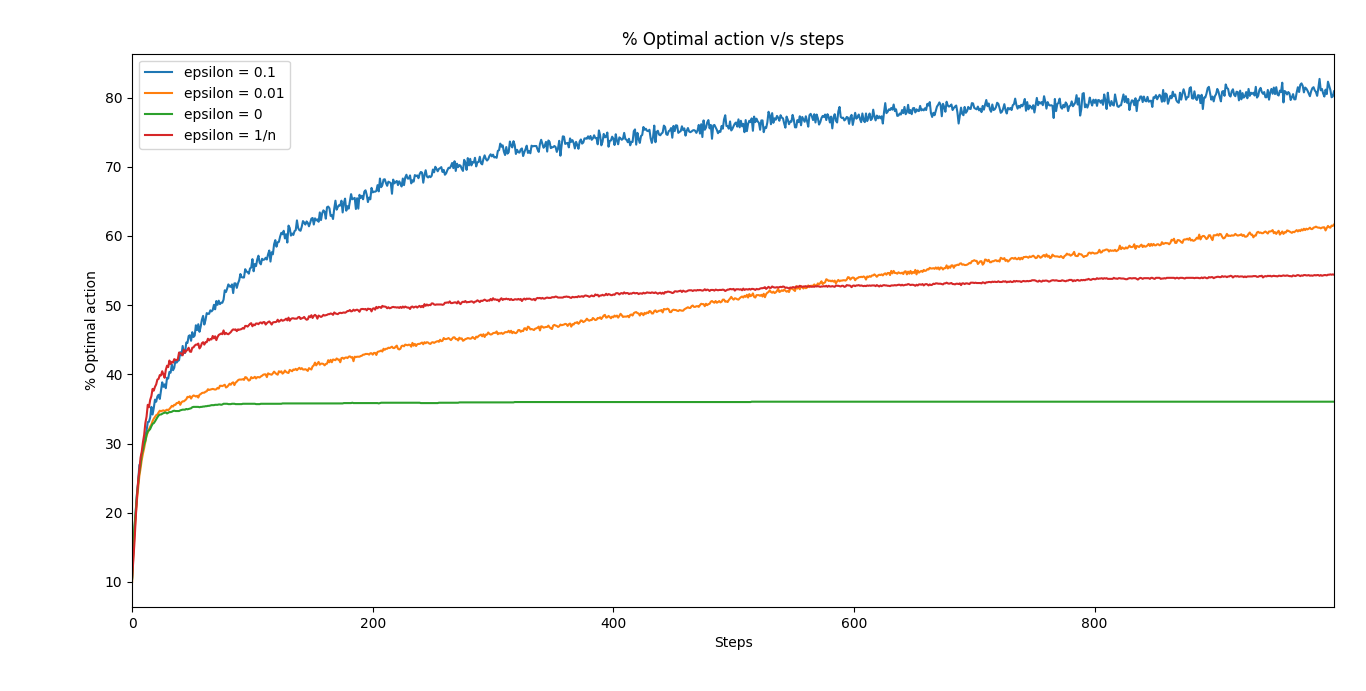 % Optimal action v/s steps
epsilon = 0.1
epsilon = 0.01
epsilon = 0
epsilon = 1/n
% Optimal action
80
70
60
50
40
30
20
10
0 200 400 600 800
Steps